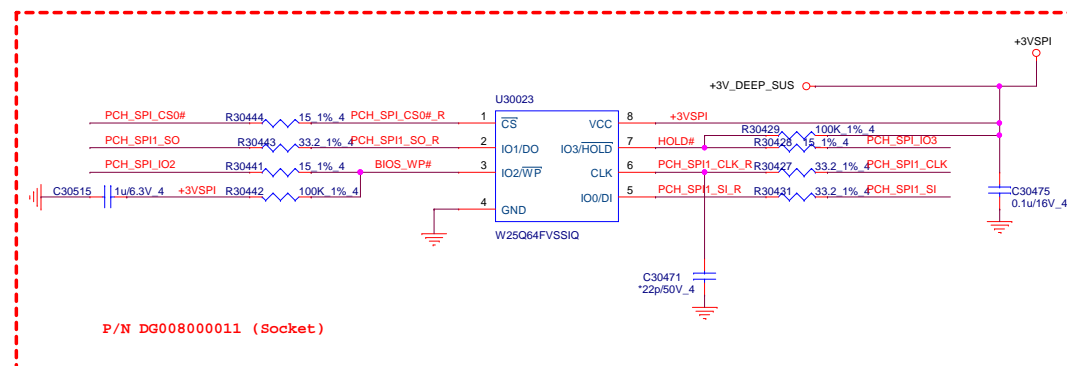 +3VSPI
+3V_DEEP_SUS
U30023
PCH_SPI_CS0# R30444 15_1%_4 PCH_SPI_CS0#_R 1 CS VCC 8 +3VSPI
R30429 100K_1%_4
PCH_SPI1_SO R30443 33.2_1%_4 PCH_SPI1_SO_R 2 IO1/DO IO3/HOLD 7 HOLD# R30428 15_1%_4 PCH_SPI_IO3
PCH_SPI_IO2 R30441 15_1%_4 BIOS_WP# 3 IO2/WP CLK 6 PCH_SPI1_CLK_R R30427 33.2_1%_4 PCH_SPI1_CLK
C30515 1u/6.3V_4 +3VSPI R30442 100K_1%_4 IO0/DI 5 PCH_SPI1_SI_R R30431 33.2_1%_4 PCH_SPI1_SI
C30475
0.1u/16V_4
4 GND
W25Q64FVSSIQ
C30471
*22p/50V_4
P/N DG008000011 (Socket)